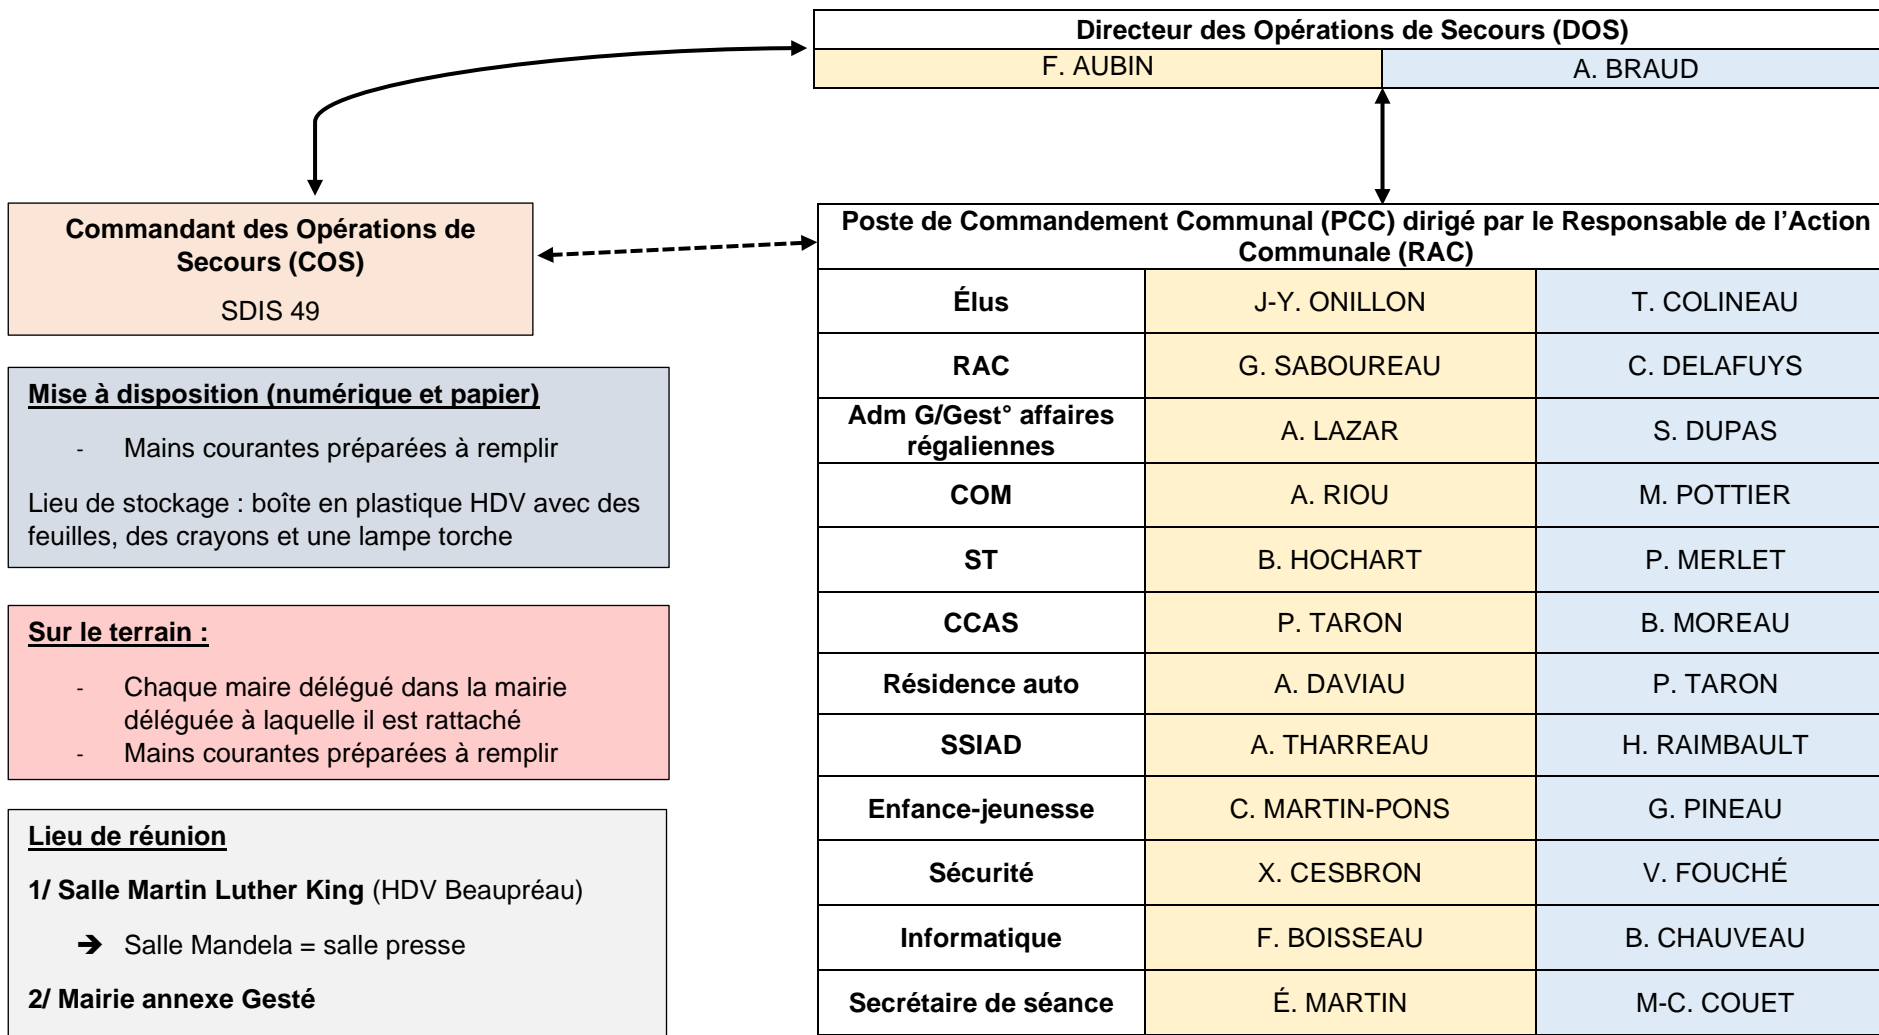 Directeur des Opérations de Secours (DOS)
F. AUBIN
A. BRAUD
Commandant des Opérations de
Secours (COS)
SDIS 49
Mise à disposition (numérique et papier)
- Mains courantes préparées à remplir
Lieu de stockage : boîte en plastique HDV avec des
feuilles, des crayons et une lampe torche
Sur le terrain :
- Chaque maire délégué dans la mairie
déléguée à laquelle il est rattaché
- Mains courantes préparées à remplir
Lieu de réunion
1/ Salle Martin Luther King (HDV Beaupréau)
➔ Salle Mandela = salle presse
2/ Mairie annexe Gesté
Poste de Commandement Communal (PCC) dirigé par le Responsable de l’Action
Communale (RAC)
Élus
J-Y. ONILLON
T. COLINEAU
RAC
G. SABOUREAU
C. DELAFUYS
Adm G/Gest° affaires
régaliennes
A. LAZAR
S. DUPAS
COM
A. RIOU
M. POTTIER
ST
B. HOCHART
P. MERLET
CCAS
P. TARON
B. MOREAU
Résidence auto
A. DAVIAU
P. TARON
SSIAD
A. THARREAU
H. RAIMBAULT
Enfance-jeunesse
C. MARTIN-PONS
G. PINEAU
Sécurité
X. CESBRON
V. FOUCHÉ
Informatique
F. BOISSEAU
B. CHAUVEAU
Secrétaire de séance
É. MARTIN
M-C. COUET